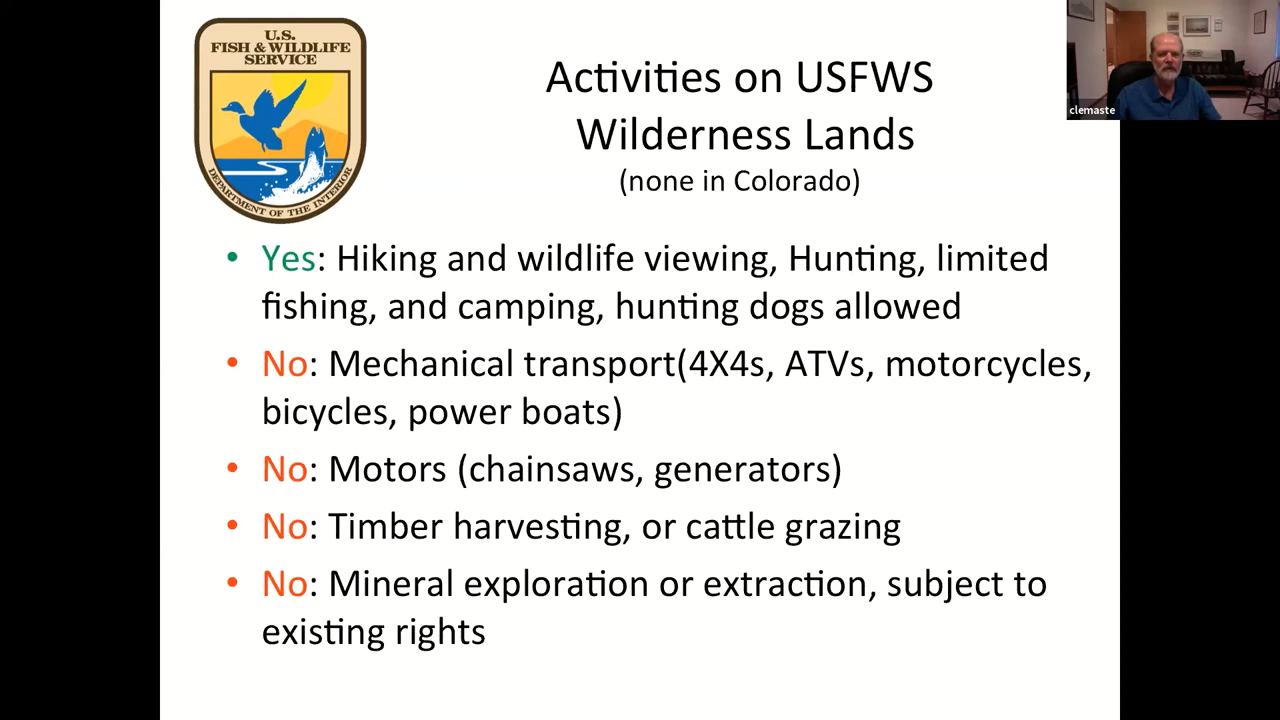 U.S.
FISH & WILDLIFE
SERVICE
DEPARTMENT OF THE INTERIOR
Activities on USFWS
Wilderness Lands
(none in Colorado)
clemaste
• Yes: Hiking and wildlife viewing, Hunting, limited
fishing, and camping, hunting dogs allowed
• No: Mechanical transport(4X4s, ATVs, motorcycles,
bicycles, power boats)
• No: Motors (chainsaws, generators)
• No: Timber harvesting, or cattle grazing
• No: Mineral exploration or extraction, subject to
existing rights